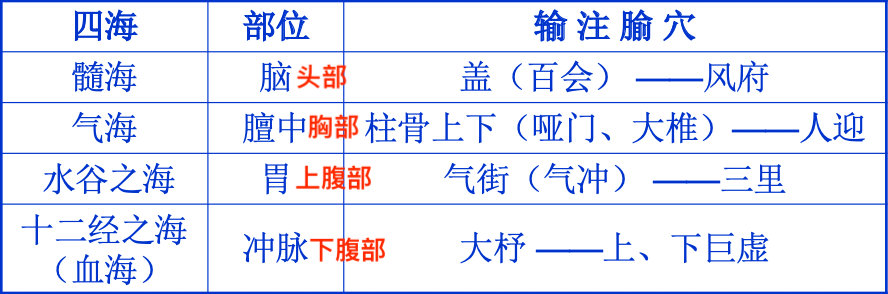 四海 部位 输注腧穴
髓海 脑 头部 盖（百会）——风府
气海 膻中 胸部 柱骨上下（哑门、大椎）——人迎
水谷之海 胃 上腹部 气街（气冲）——三里
十二经之海
（血海） 冲脉 下腹部 大杼——上、下巨虚